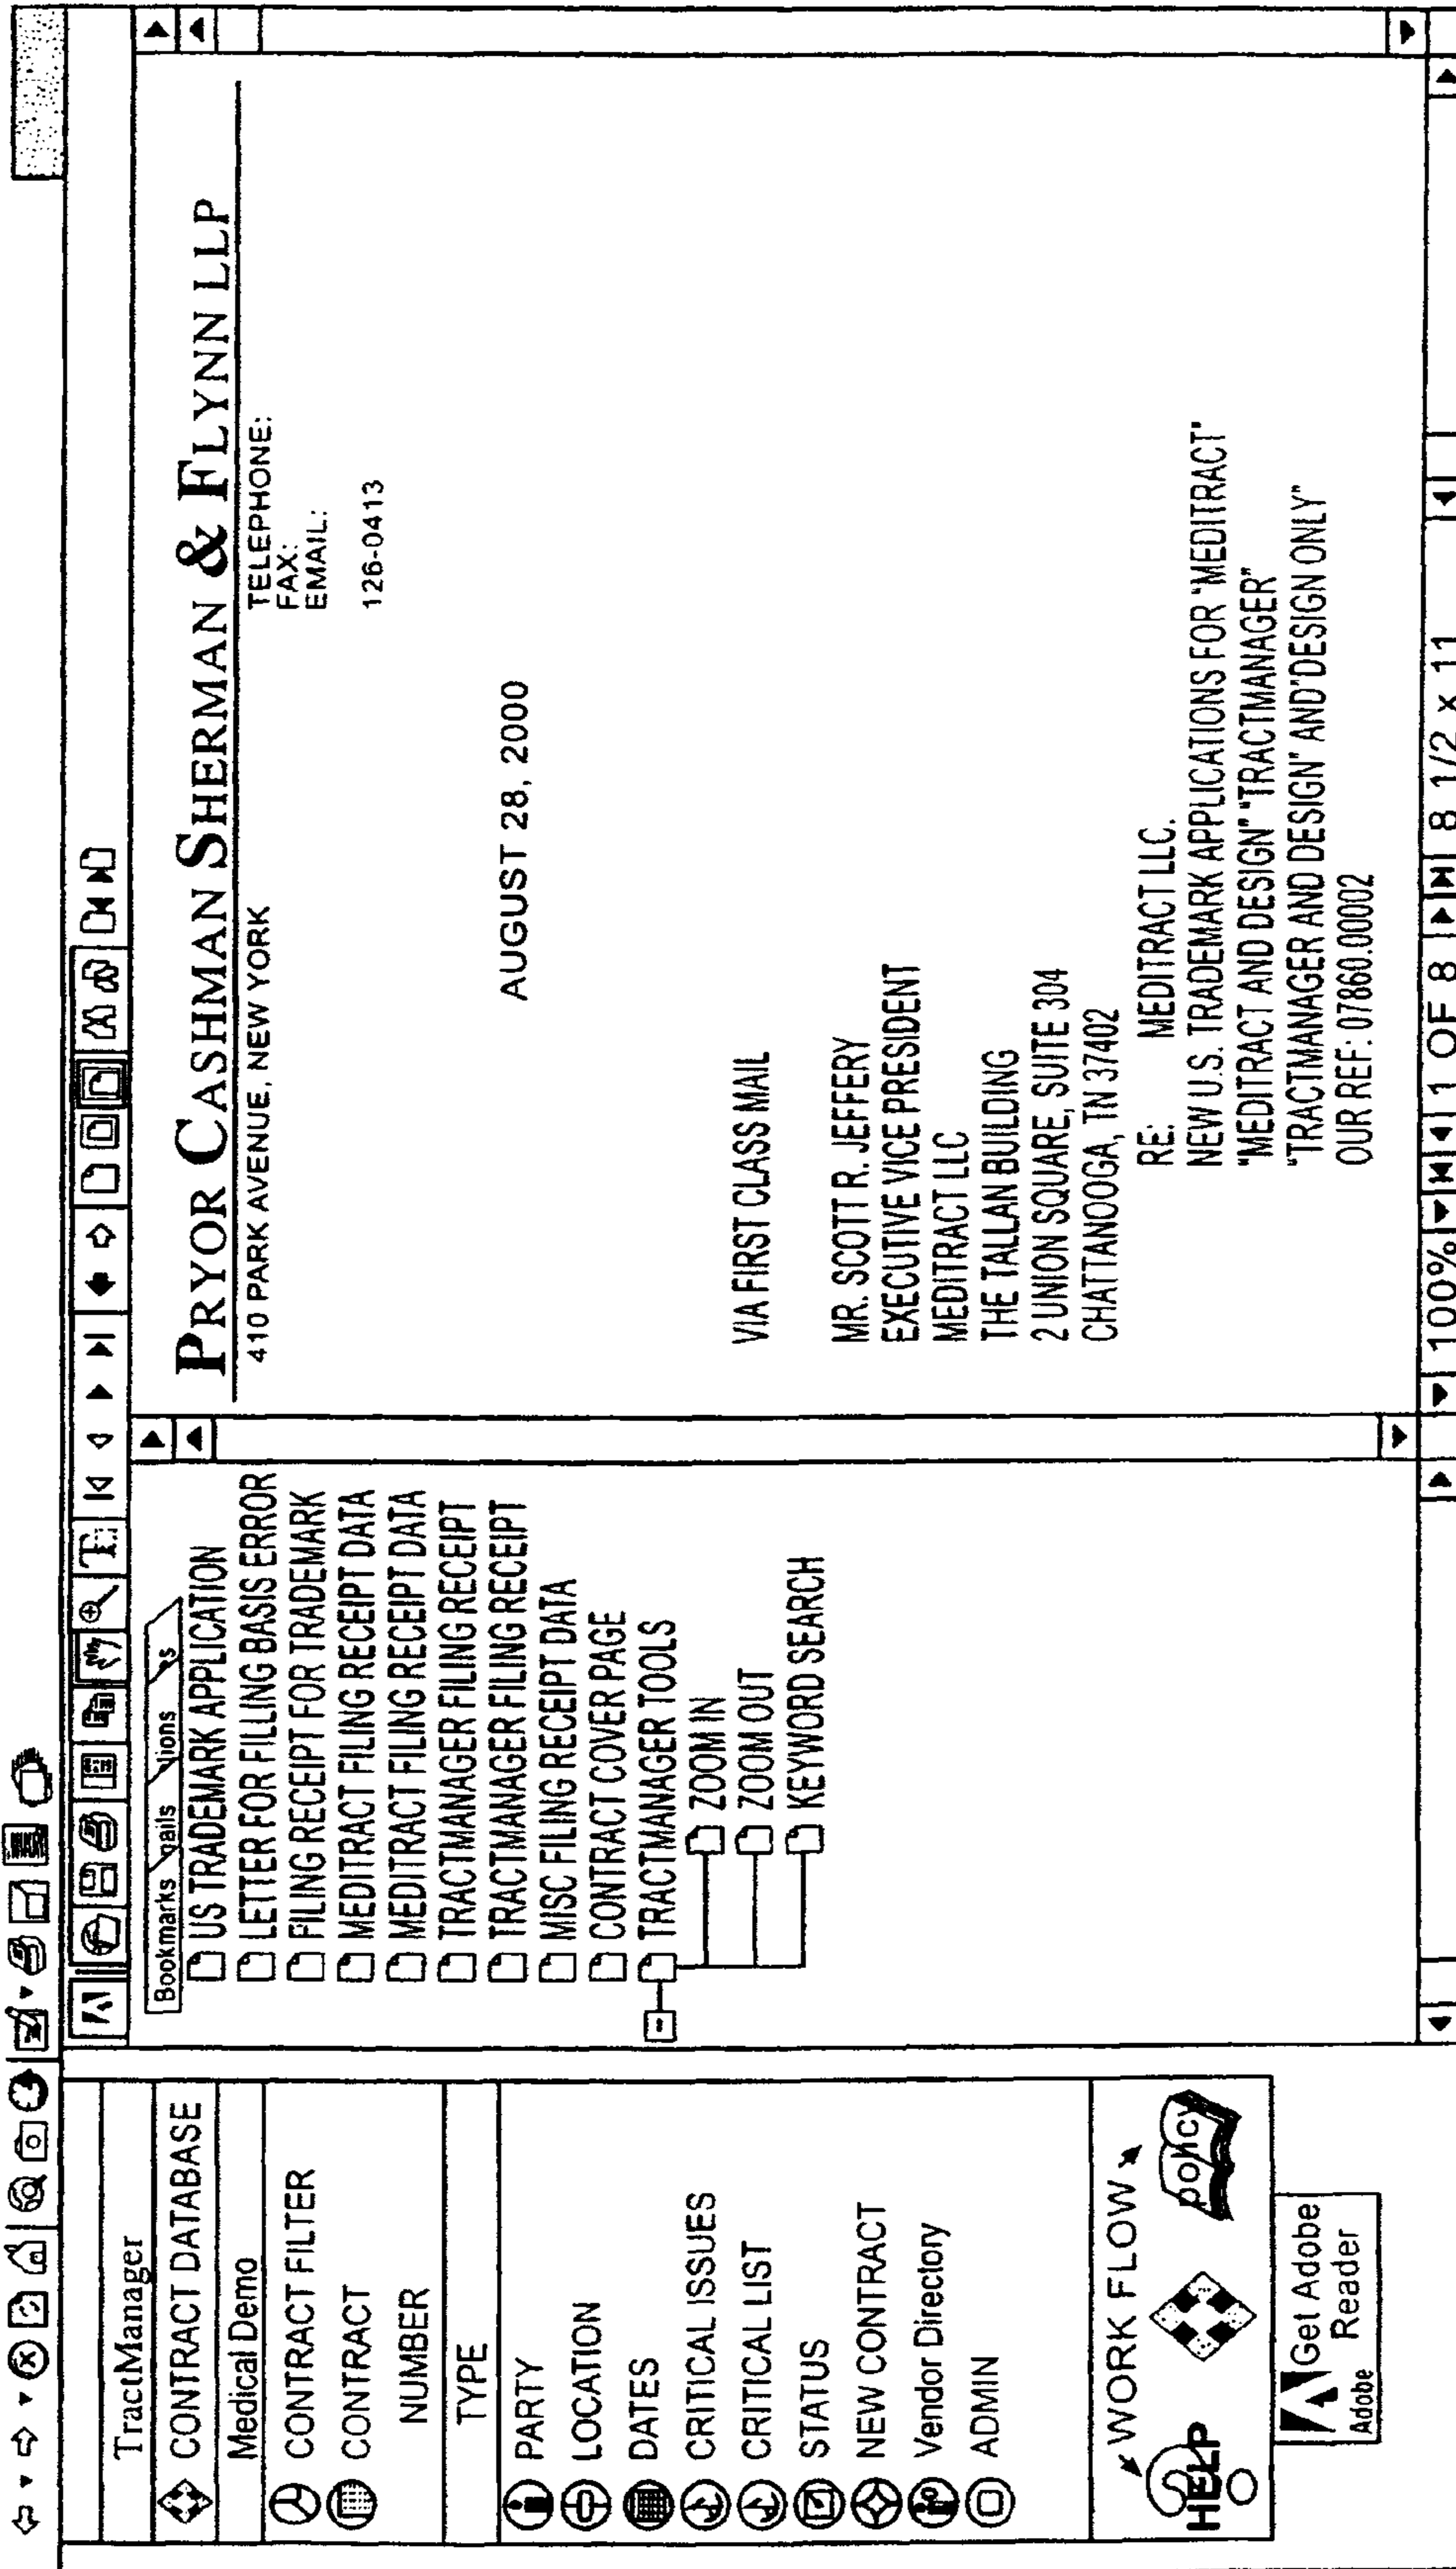 TractManager
CONTRACT DATABASE
Medical Demo
CONTRACT FILTER
CONTRACT
NUMBER
TYPE
PARTY
LOCATION
DATES
CRITICAL ISSUES
CRITICAL LIST
STATUS
NEW CONTRACT
Vendor Directory
ADMIN
WORK FLOW
HELP
policy
Get Adobe
Reader
Adobe
Bookmarks nails tions es
US TRADEMARK APPLICATION
LETTER FOR FILLING BASIS ERROR
FILING RECEIPT FOR TRADEMARK
MEDITRACT FILING RECEIPT DATA
MEDITRACT FILING RECEIPT DATA
TRACTMANAGER FILING RECEIPT
TRACTMANAGER FILING RECEIPT
MISC FILING RECEIPT DATA
CONTRACT COVER PAGE
TRACTMANAGER TOOLS
ZOOM IN
ZOOM OUT
KEYWORD SEARCH
PRYOR CASHMAN SHERMAN & FLYNN LLP
410 PARK AVENUE, NEW YORK
TELEPHONE:
FAX:
EMAIL:
126-0413
AUGUST 28, 2000
VIA FIRST CLASS MAIL
MR. SCOTT R. JEFFERY
EXECUTIVE VICE PRESIDENT
MEDITRACT LLC
THE TALLAN BUILDING
2 UNION SQUARE, SUITE 304
CHATTANOOGA, TN 37402
RE: MEDITRACT LLC.
NEW U.S. TRADEMARK APPLICATIONS FOR "MEDITRACT"
"MEDITRACT AND DESIGN" "TRACTMANAGER"
"TRACTMANAGER AND DESIGN" AND'DESIGN ONLY"
OUR REF: 07860.00002
100% 1 OF 8 8 1/2 x 11